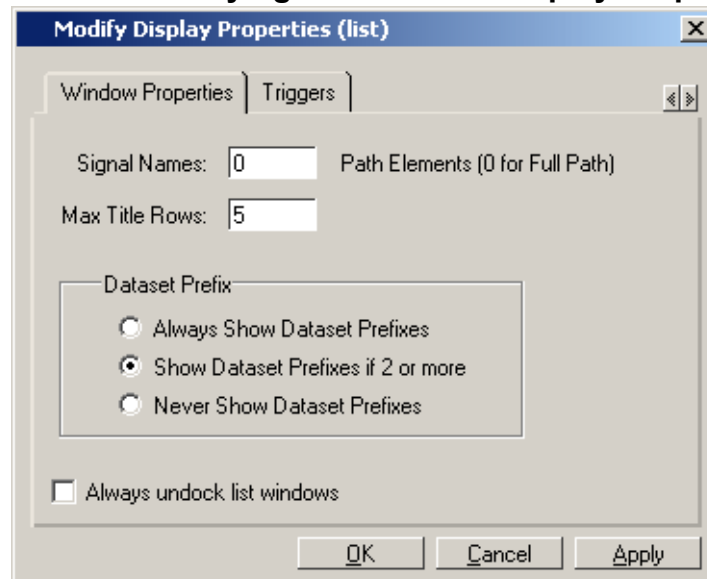 Modify Display Properties (list)
Window Properties
Triggers
Signal Names: 0 Path Elements (0 for Full Path)
Max Title Rows: 5
Dataset Prefix
Always Show Dataset Prefixes
Show Dataset Prefixes if 2 or more
Never Show Dataset Prefixes
Always undock list windows
OK Cancel Apply